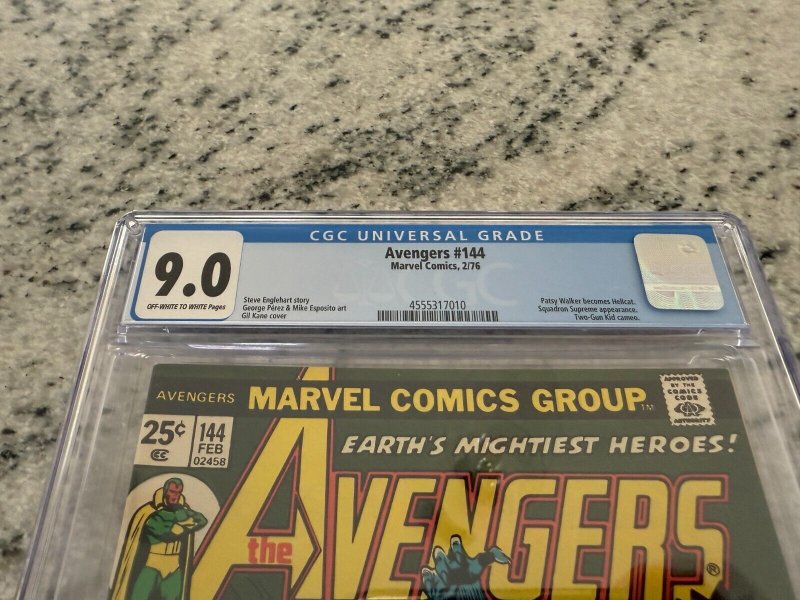 CGC UNIVERSAL GRADE
9.0
OFF-WHITE TO WHITE Pages
Avengers #144
Marvel Comics, 2/76
Steve Englehart story
George Pérez & Mike Esposito art
Gil Kane cover
4555317010
Patsy Walker becomes Hellcat.
Squadron Supreme appearance.
Two-Gun Kid cameo.
AVENGERS MARVEL COMICS GROUP TM
APPROVED BY THE COMICS CODE AUTHORITY
25¢ 144
CC FEB
02458
EARTH'S MIGHTIEST HEROES!
the AVENGERS ®